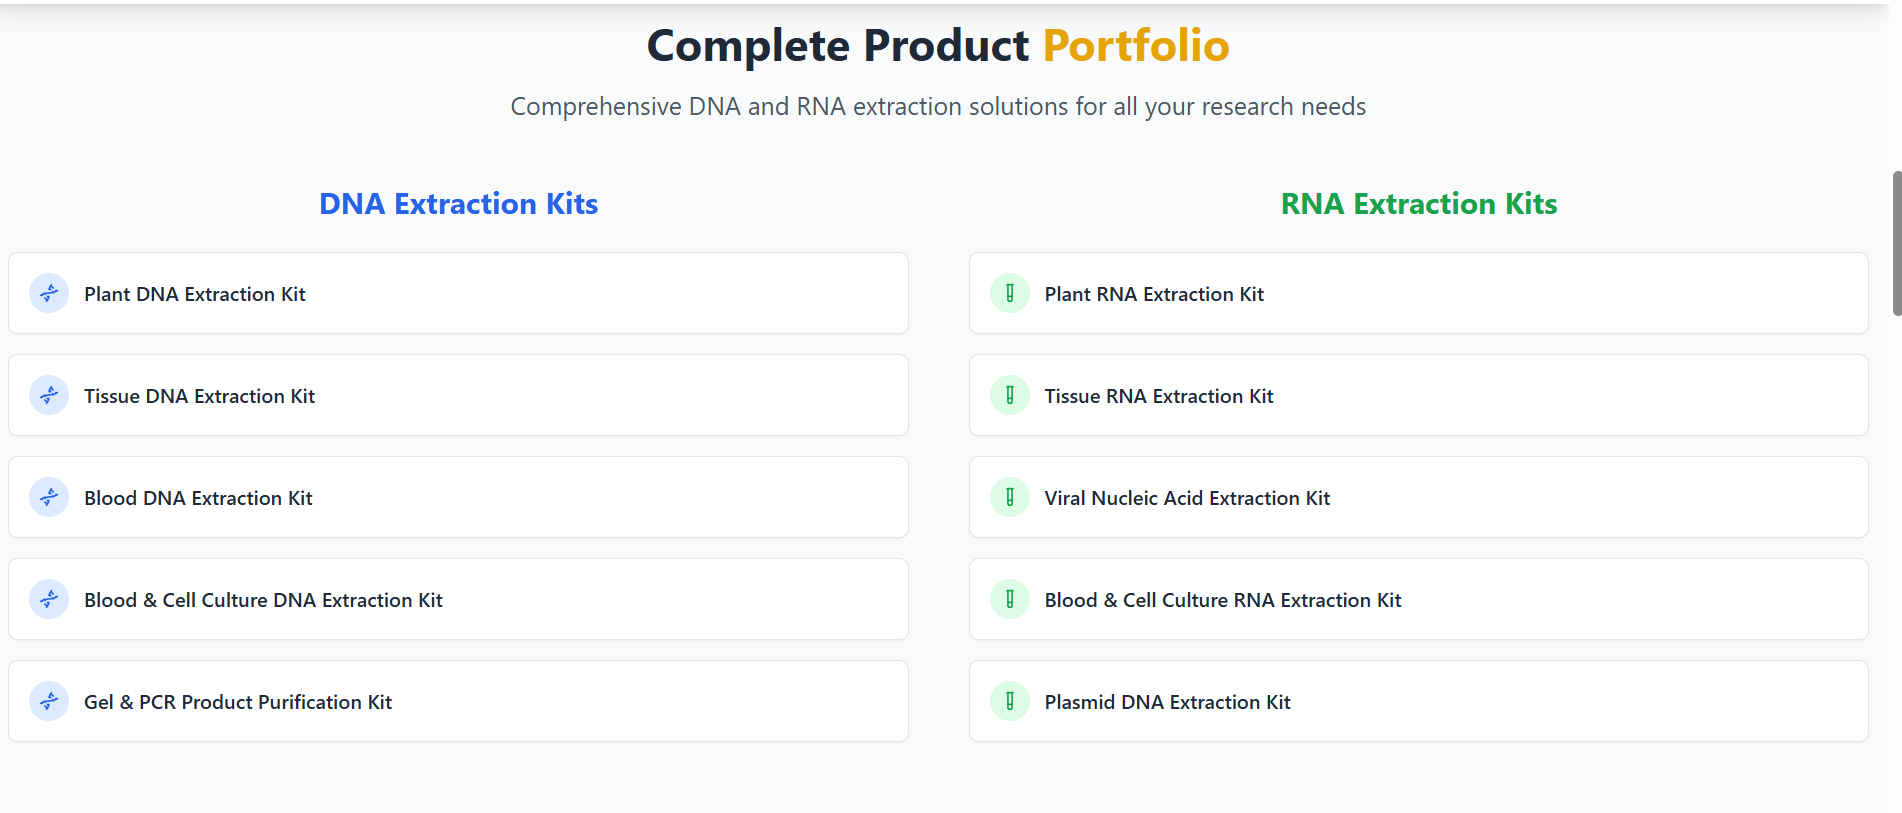 Complete Product Portfolio
Comprehensive DNA and RNA extraction solutions for all your research needs
DNA Extraction Kits
Plant DNA Extraction Kit
Tissue DNA Extraction Kit
Blood DNA Extraction Kit
Blood & Cell Culture DNA Extraction Kit
Gel & PCR Product Purification Kit
RNA Extraction Kits
Plant RNA Extraction Kit
Tissue RNA Extraction Kit
Viral Nucleic Acid Extraction Kit
Blood & Cell Culture RNA Extraction Kit
Plasmid DNA Extraction Kit